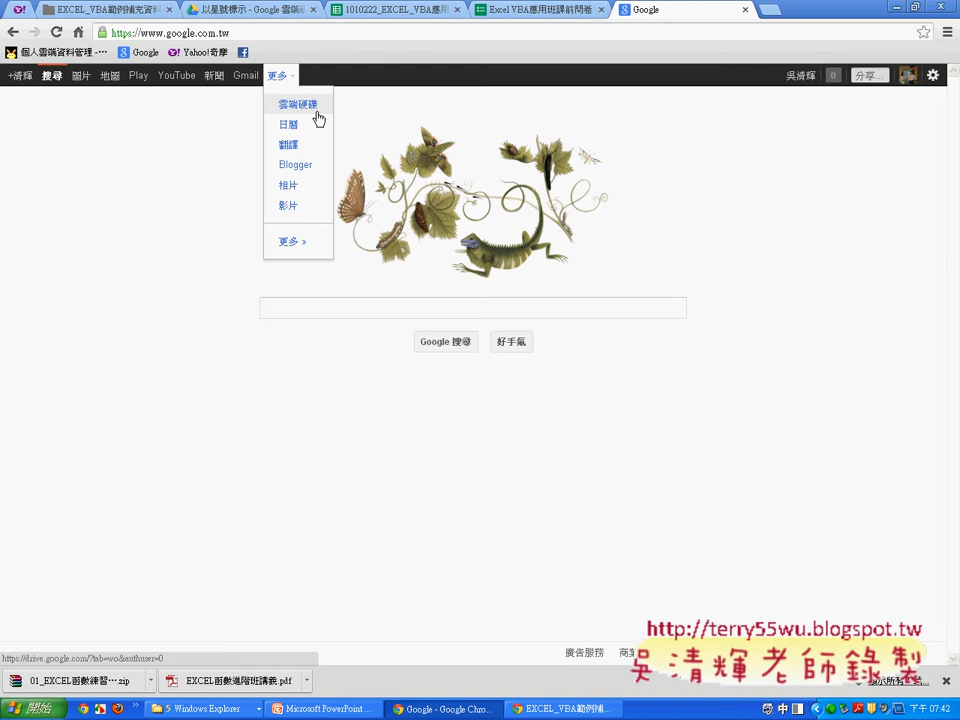 EXCEL_VBA範例補充資料
以星號標示 - Google 雲端硬
1010222_EXCEL_VBA應用
Excel VBA應用班課前問卷
Google
https://www.google.com.tw
個人雲端資料管理 -…
Google
Yahoo!奇摩
+清輝 搜尋 圖片 地圖 Play YouTube 新聞 Gmail 更多
吳清輝 0 分享...
雲端硬碟
日曆
翻譯
Blogger
相片
影片
更多 »
Google 搜尋 好手氣
http://terry55wu.blogspot.tw
廣告服務
吳清輝老師錄製
https://drive.google.com/?tab=wo&authuser=0
01_EXCEL函數練習…zip
EXCEL函數進階班講義.pdf
開始
5 Windows Explorer
Microsoft PowerPoint ...
Google - Google Chro...
EXCEL_VBA範例補...
中
下午 07:42